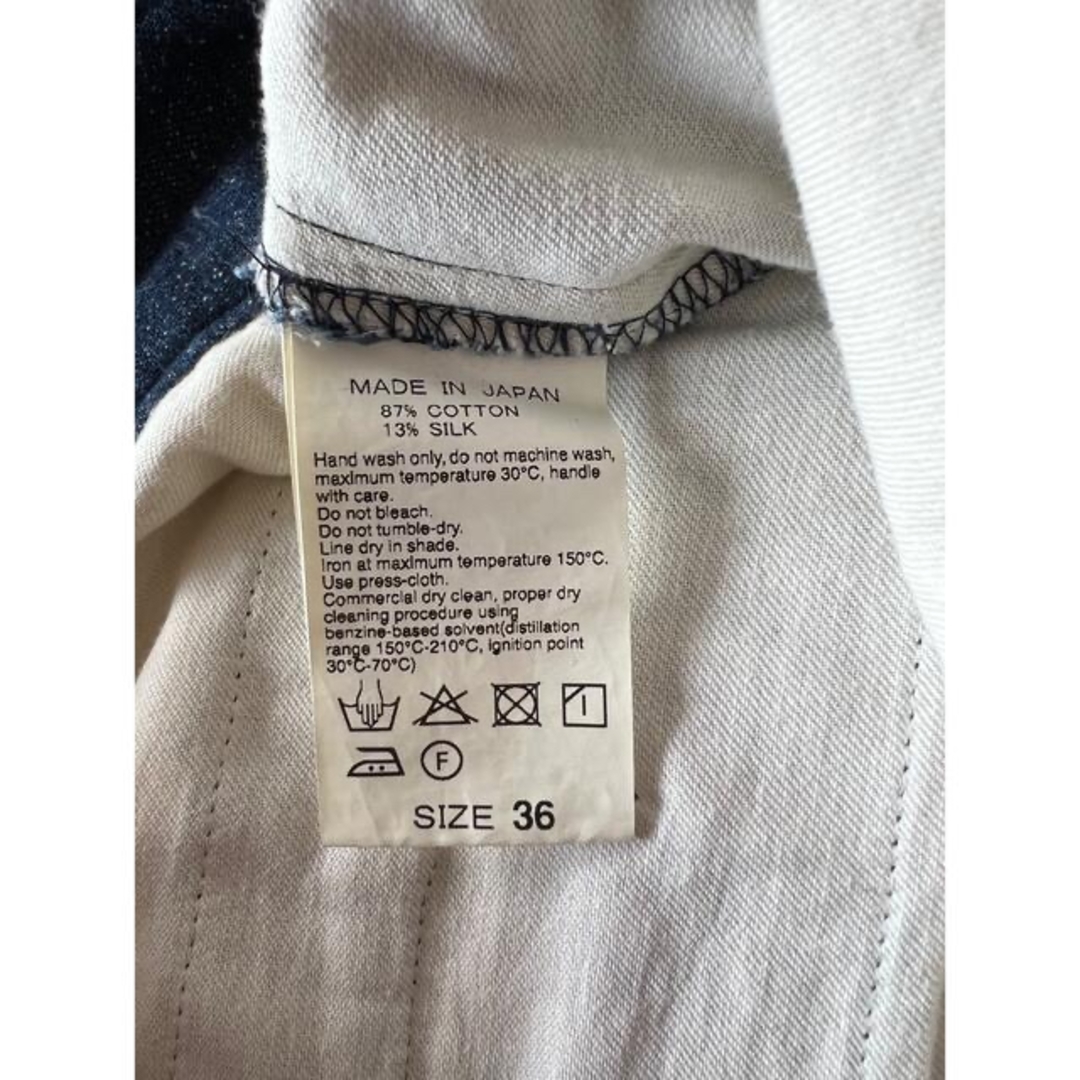 MADE IN JAPAN
87% COTTON
13% SILK
Hand wash only, do not machine wash,
maximum temperature 30°C, handle
with care.
Do not bleach.
Do not tumble-dry.
Line dry in shade.
Iron at maximum temperature 150°C.
Use press-cloth.
Commercial dry clean, proper dry
cleaning procedure using
benzine-based solvent(distillation
range 150°C-210°C, ignition point
30°C-70°C)
F
SIZE 36